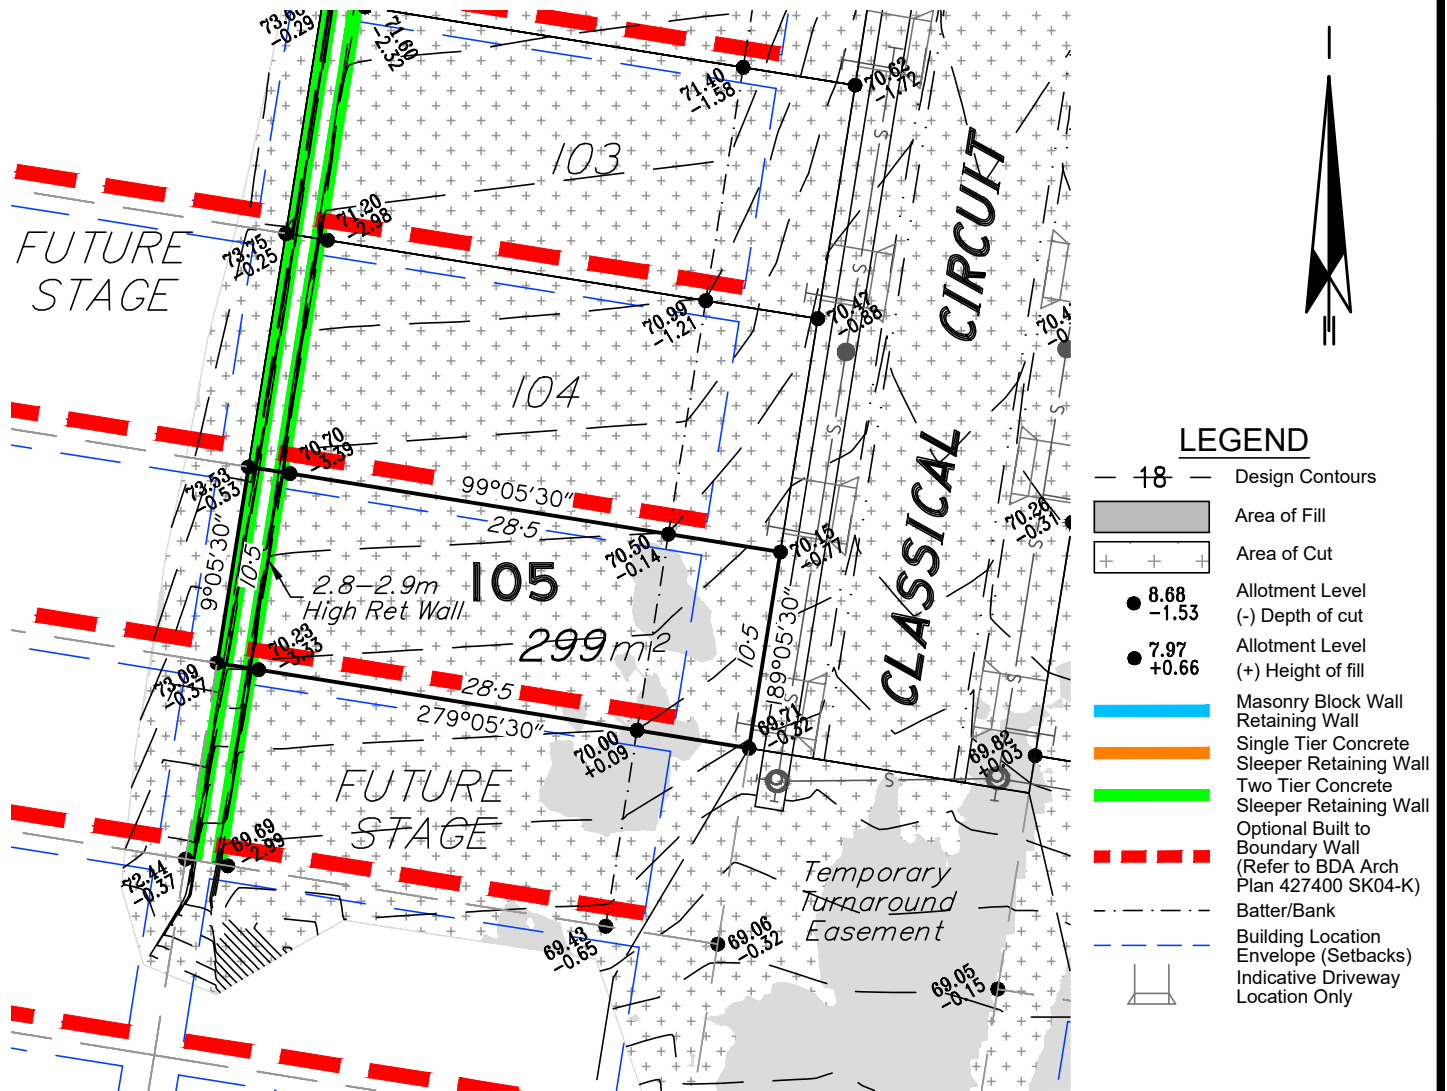 73.68
-0.29
71.60
-2.32
71.40
-1.58
70.62
-1.72
103
CIRCUIT
71.20
-2.98
73.75
-0.25
FUTURE
STAGE
70.99
-1.21
70.47
-0.88
104
70.70
-3.39
73.53
-0.53
99°05'30"
28·5
70.50
-0.14
70.15
-0.77
70.26
-0.31
CLASSICAL
9°05'30"
10·5
2.8-2.9m
High Ret Wall
105
299m²
10·5
189°05'30"
70.23
-3.33
73.09
-0.37
28·5
279°05'30"
70.00
+0.09
69.71
-0.32
69.82
+0.03
FUTURE
STAGE
69.69
-2.99
72.44
-0.37
Temporary
Turnaround
Easement
69.43
-0.65
69.06
-0.32
69.05
-0.15
S
S
S
S
S
S
S
S
S
LEGEND
18
Design Contours
Area of Fill
Area of Cut
8.68
-1.53
Allotment Level
(-) Depth of cut
7.97
+0.66
Allotment Level
(+) Height of fill
Masonry Block Wall
Retaining Wall
Single Tier Concrete
Sleeper Retaining Wall
Two Tier Concrete
Sleeper Retaining Wall
Optional Built to
Boundary Wall
(Refer to BDA Arch
Plan 427400 SK04-K)
Batter/Bank
Building Location
Envelope (Setbacks)
Indicative Driveway
Location Only